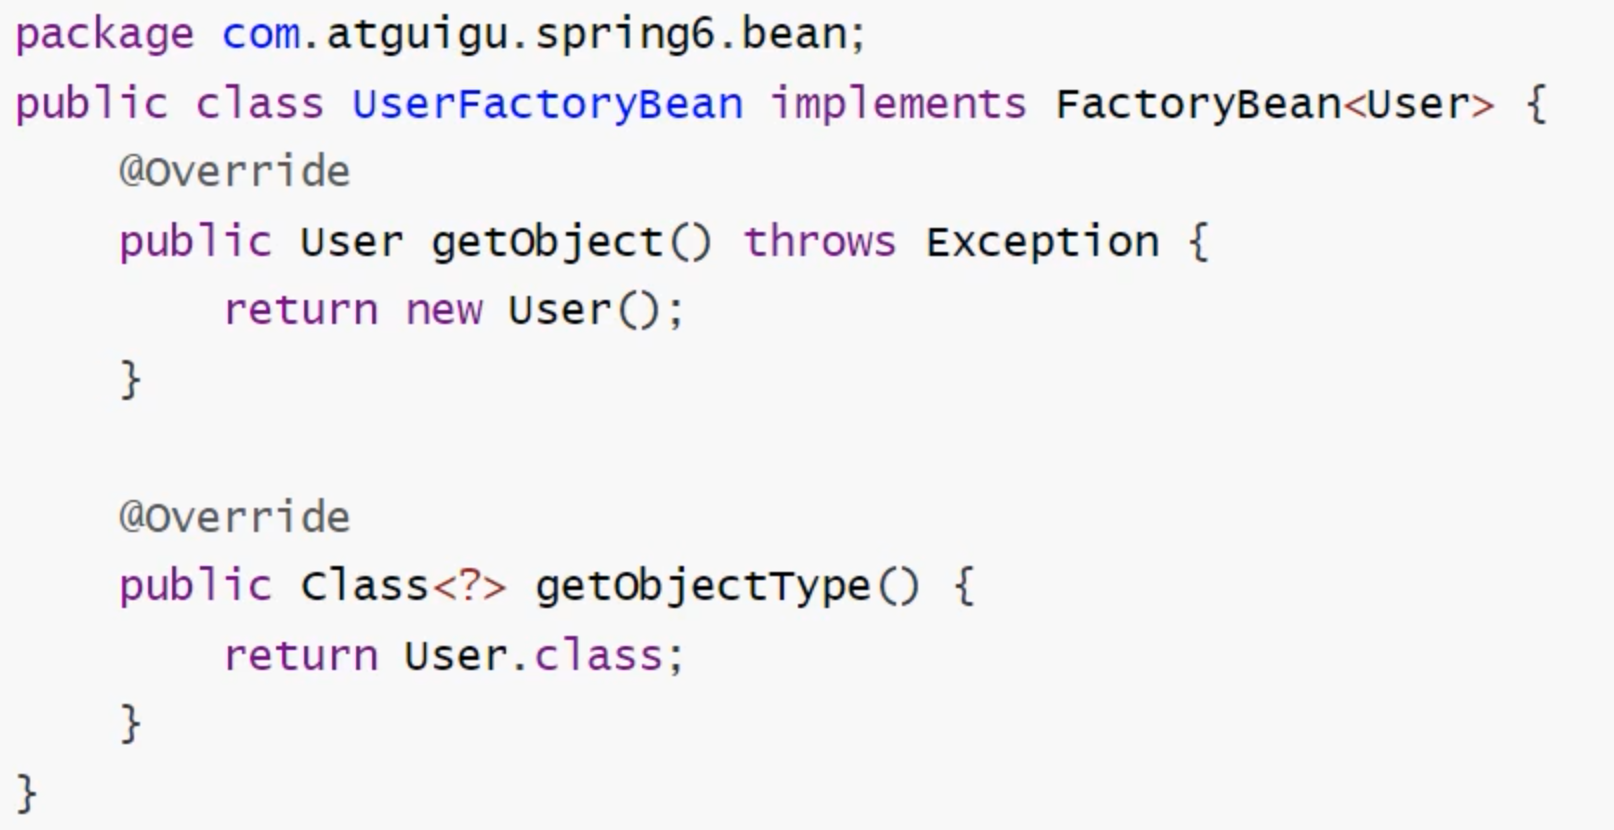 package com.atguigu.spring6.bean;
public class UserFactoryBean implements FactoryBean<User> {
    @Override
    public User getObject() throws Exception {
        return new User();
    }

    @Override
    public Class<?> getObjectType() {
        return User.class;
    }
}